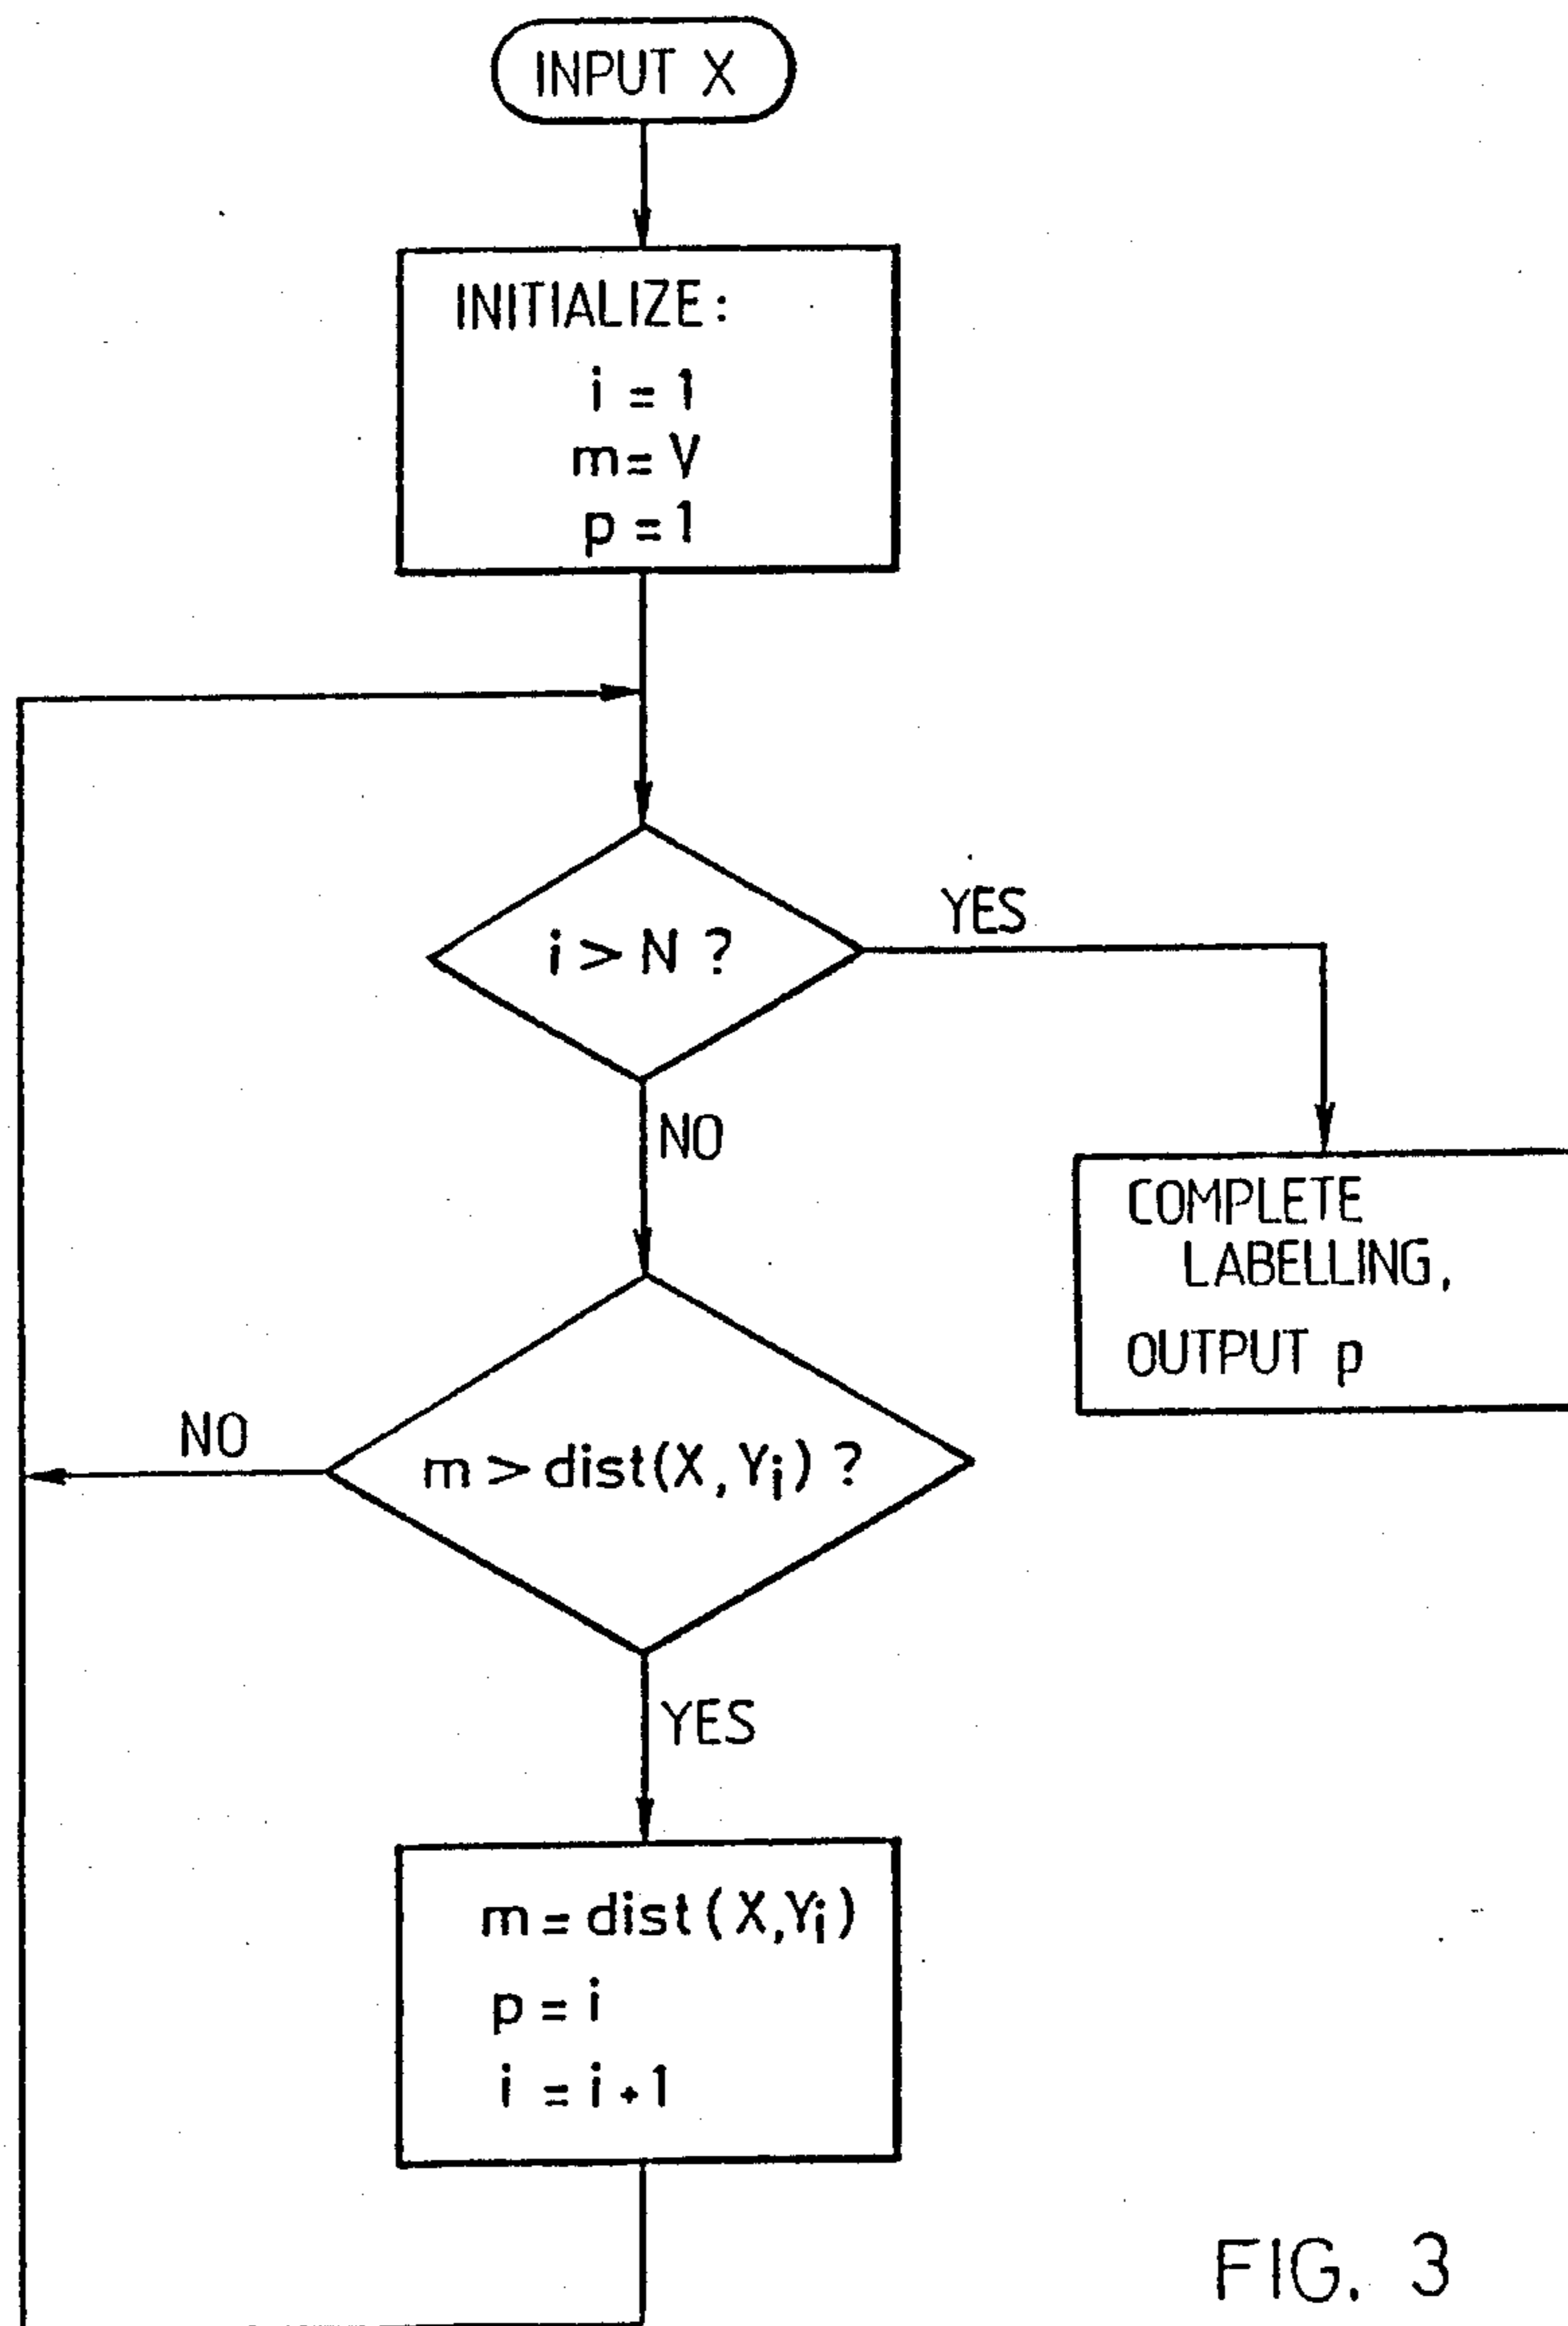 INPUT X
INITIALIZE:
i = 1
m = V
p = 1
i > N ?
YES
NO
COMPLETE
LABELLING,
OUTPUT p
m > dist(X, Yi) ?
NO
YES
m = dist(X,Yi)
p = i
i = i+1
FIG. 3